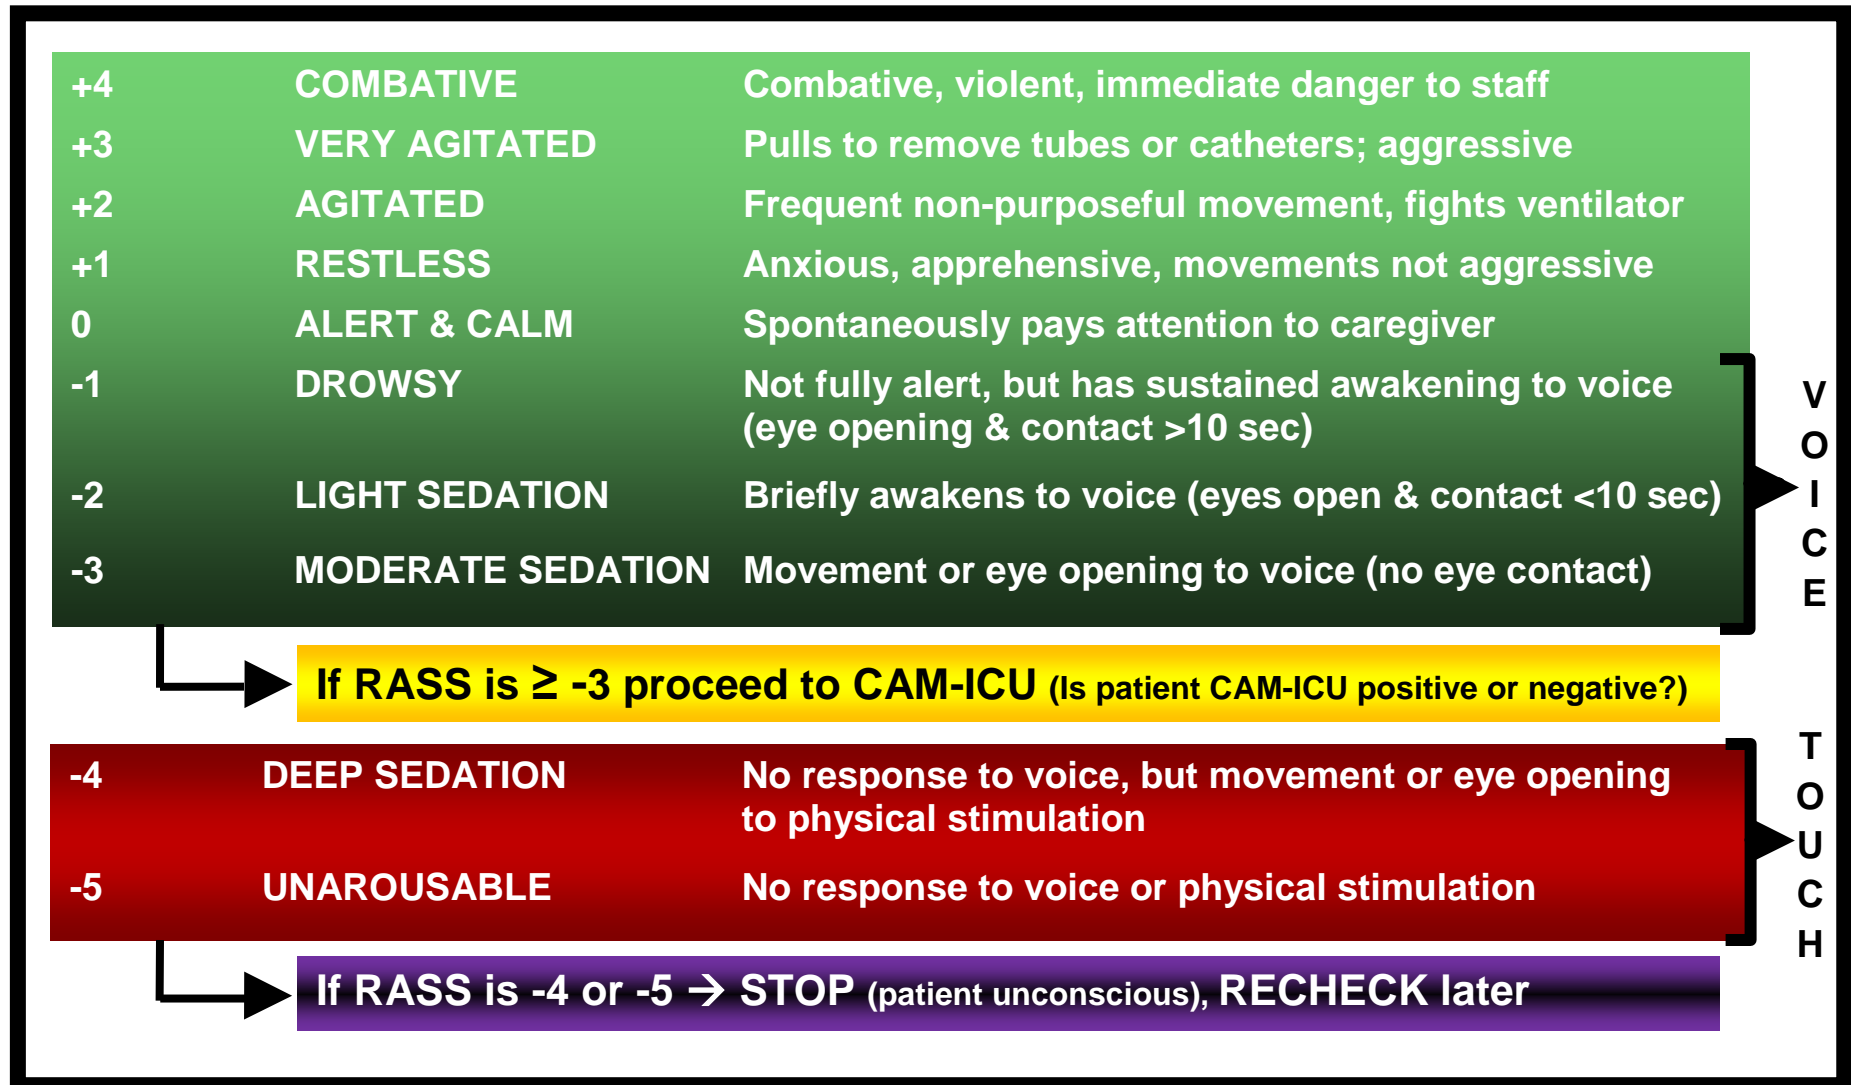 +4 COMBATIVE Combative, violent, immediate danger to staff
+3 VERY AGITATED Pulls to remove tubes or catheters; aggressive
+2 AGITATED Frequent non-purposeful movement, fights ventilator
+1 RESTLESS Anxious, apprehensive, movements not aggressive
0 ALERT & CALM Spontaneously pays attention to caregiver
-1 DROWSY Not fully alert, but has sustained awakening to voice
(eye opening & contact >10 sec)
-2 LIGHT SEDATION Briefly awakens to voice (eyes open & contact <10 sec)
-3 MODERATE SEDATION Movement or eye opening to voice (no eye contact)
VOICE
If RASS is ≥ -3 proceed to CAM-ICU (Is patient CAM-ICU positive or negative?)
-4 DEEP SEDATION No response to voice, but movement or eye opening
to physical stimulation
-5 UNAROUSABLE No response to voice or physical stimulation
TOUCH
If RASS is -4 or -5 → STOP (patient unconscious), RECHECK later